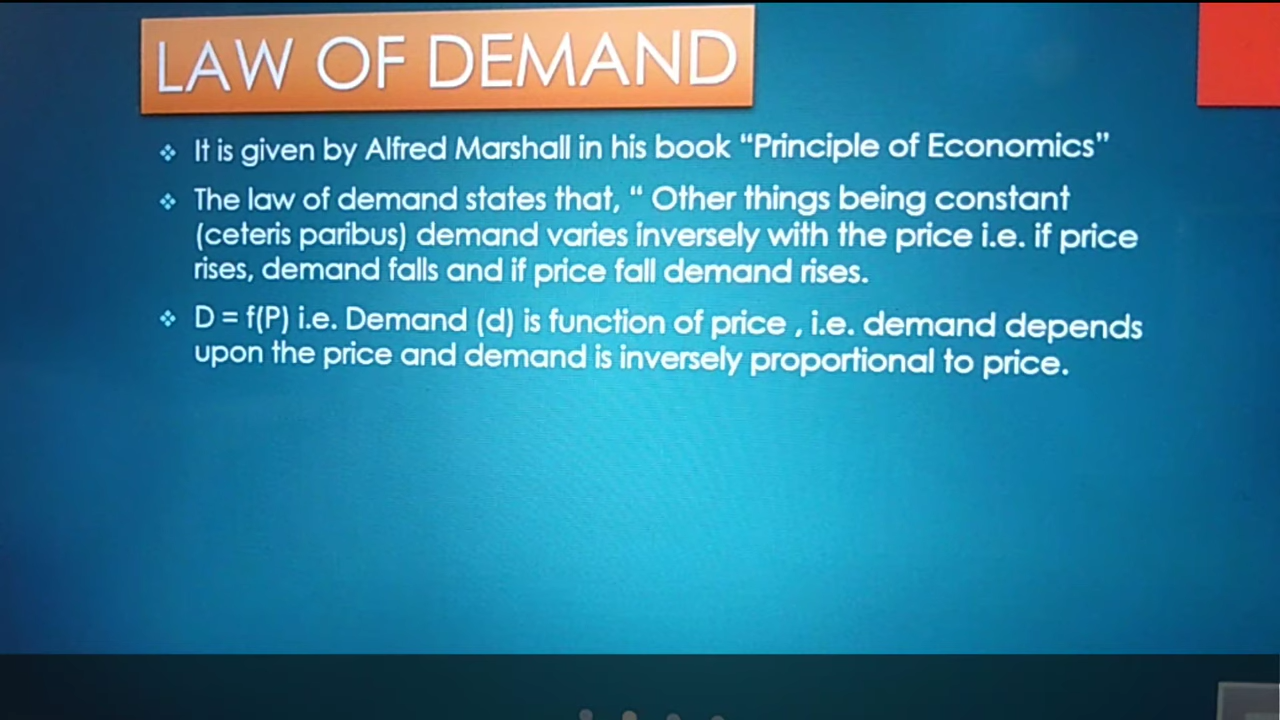 LAW OF DEMAND
It is given by Alfred Marshall in his book “Principle of Economics”
The law of demand states that, “ Other things being constant
(ceteris paribus) demand varies inversely with the price i.e. if price
rises, demand falls and if price fall demand rises.
D = f(P) i.e. Demand (d) is function of price , i.e. demand depends
upon the price and demand is inversely proportional to price.